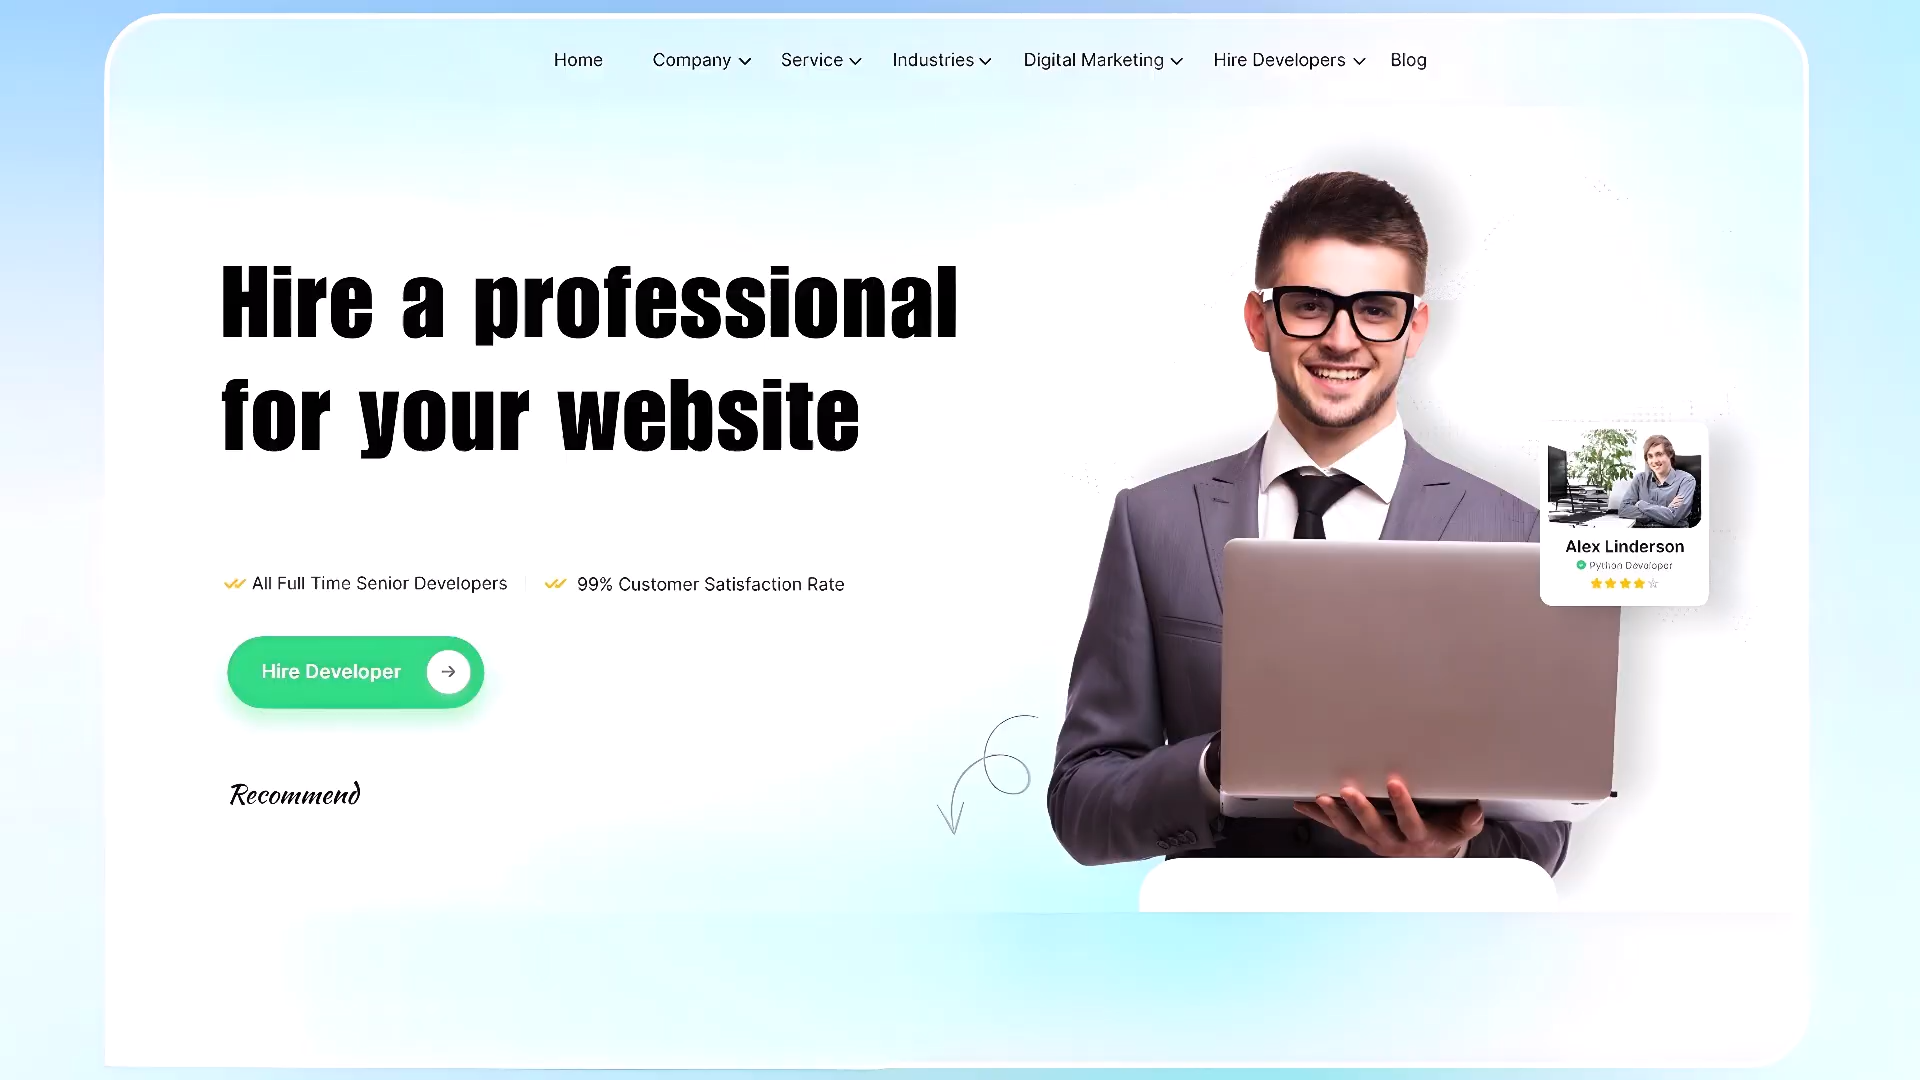 Home Company Service Industries Digital Marketing Hire Developers Blog
Hire a professional
for your website
All Full Time Senior Developers 99% Customer Satisfaction Rate
Hire Developer
Recommend
Alex Linderson
Python Developer